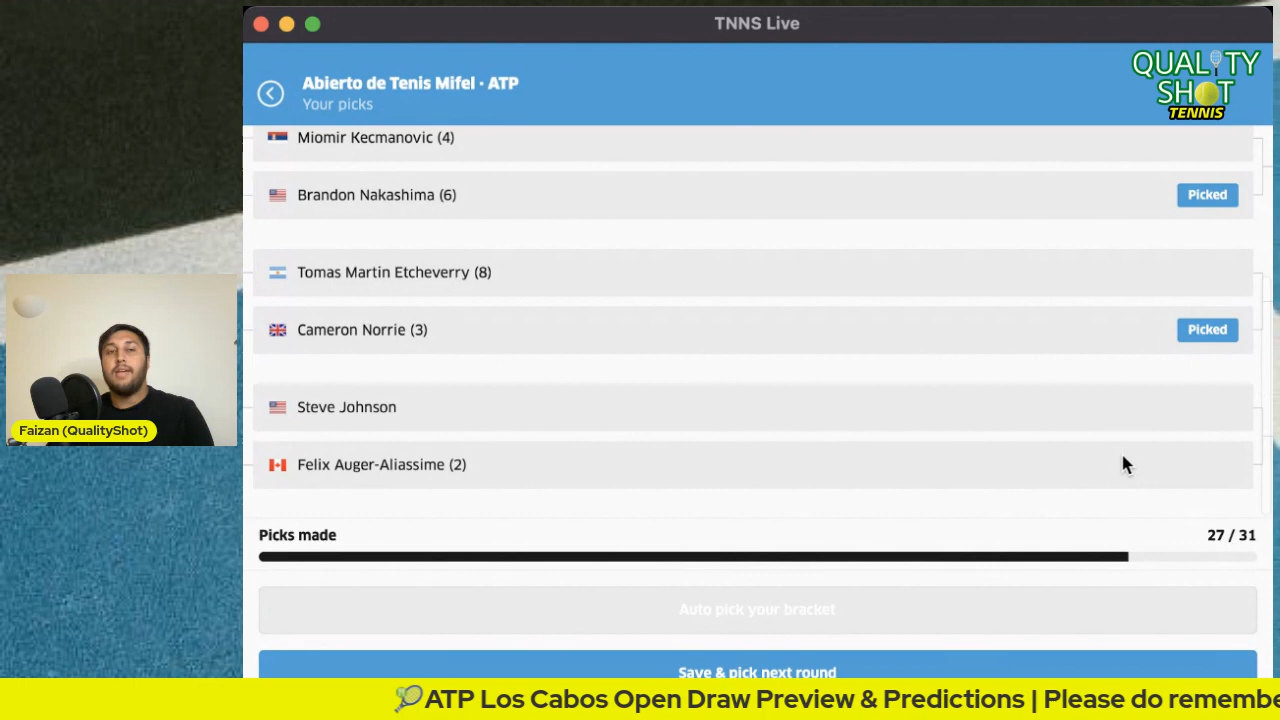 TNNS Live
Abierto de Tenis Mifel · ATP
Your picks
QUALITY
SHOT
TENNIS
Miomir Kecmanovic (4)
Brandon Nakashima (6)
Picked
Tomas Martin Etcheverry (8)
Cameron Norrie (3)
Picked
Steve Johnson
Felix Auger-Aliassime (2)
Faizan (QualityShot)
Picks made
27 / 31
Auto pick your bracket
Save & pick next round
ATP Los Cabos Open Draw Preview & Predictions | Please do remembe